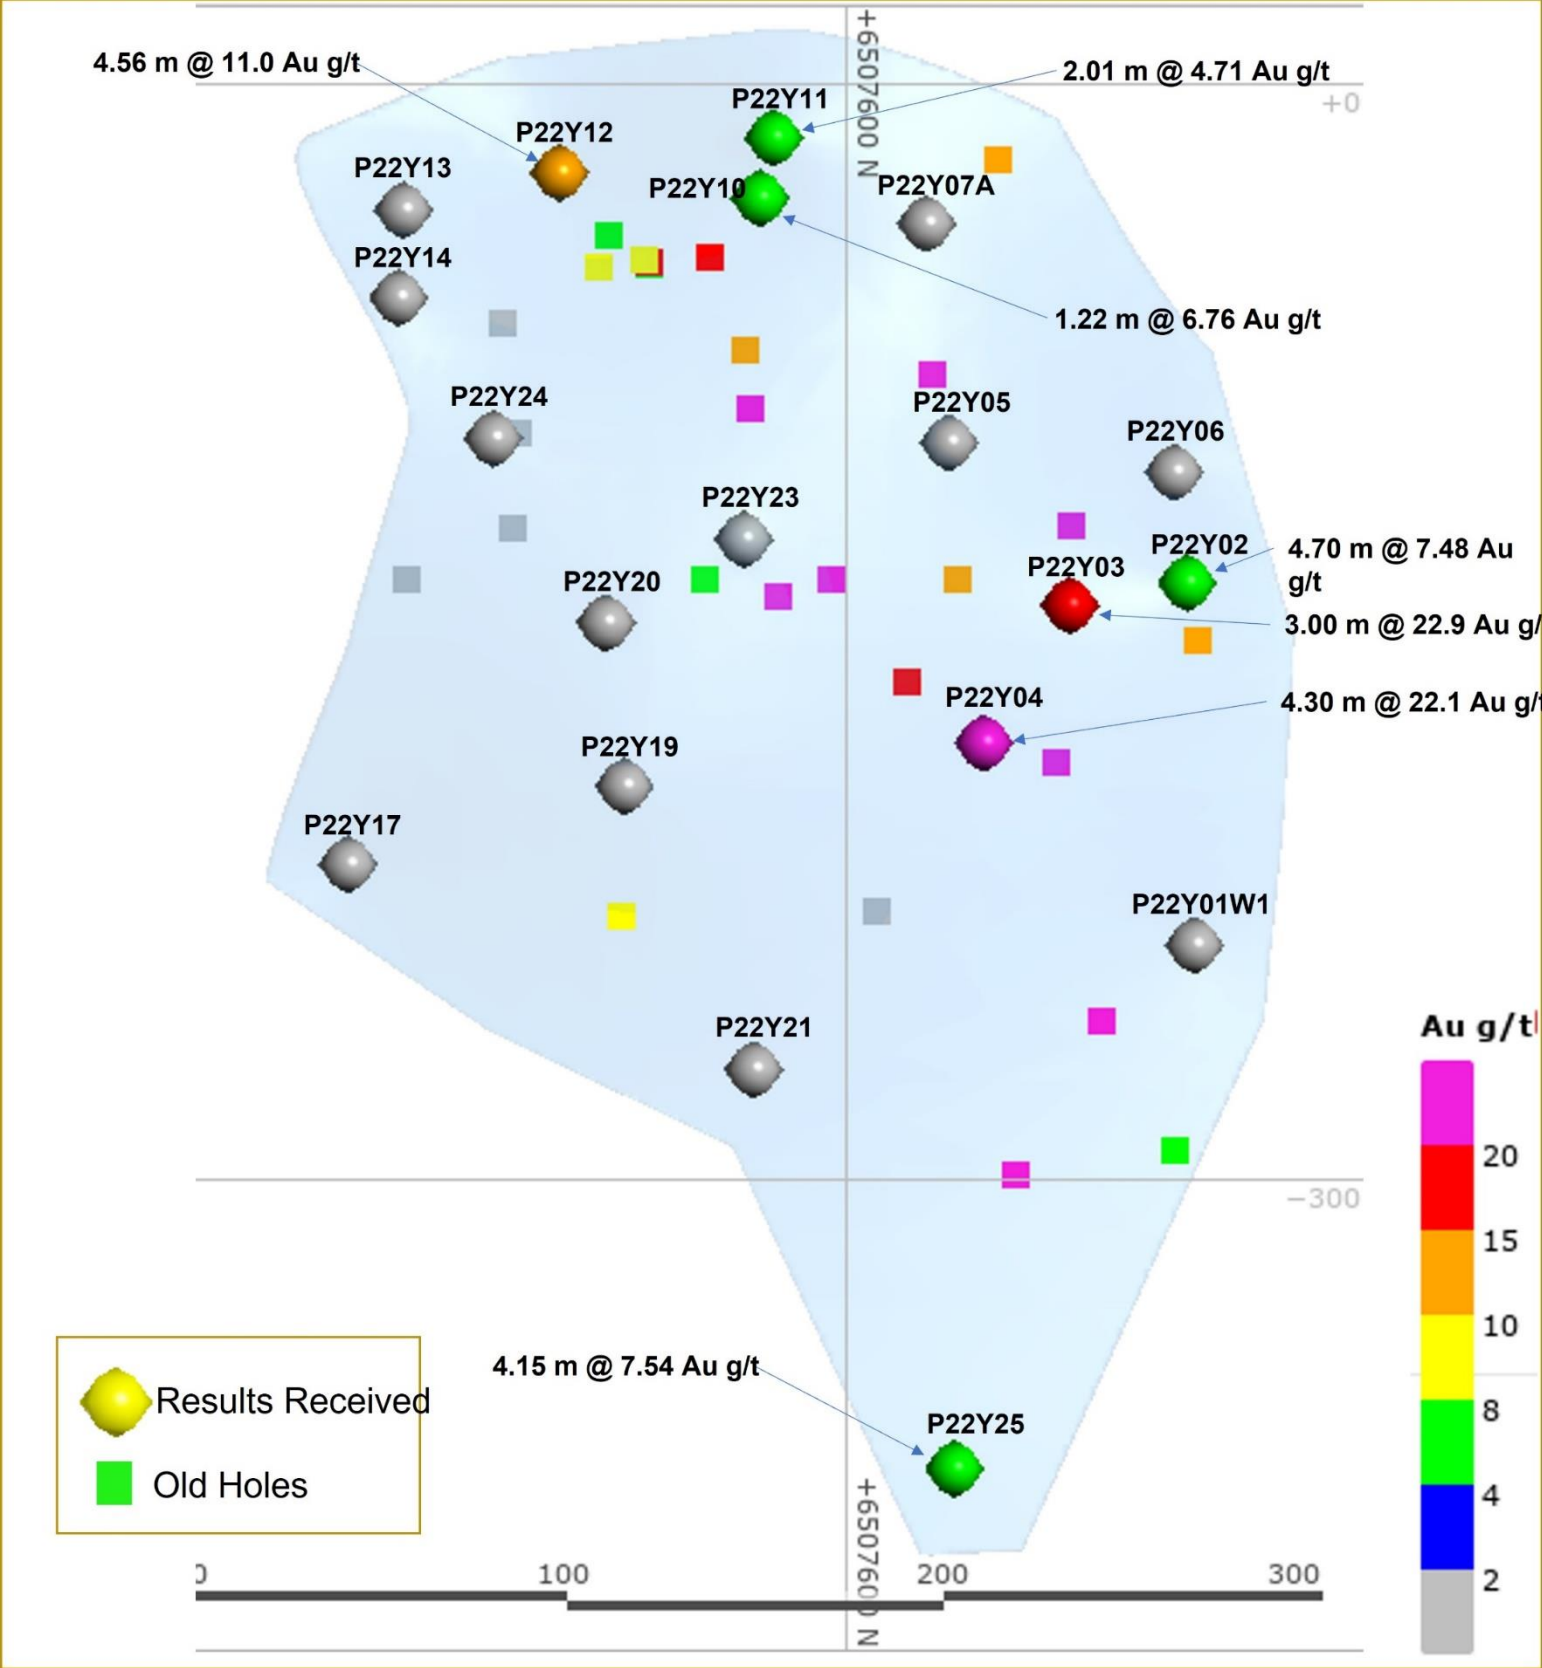 4.56 m @ 11.0 Au g/t
2.01 m @ 4.71 Au g/t
+6507600 N
+0
P22Y11
P22Y12
P22Y13
P22Y10
P22Y07A
P22Y14
1.22 m @ 6.76 Au g/t
P22Y24
P22Y05
P22Y06
P22Y23
P22Y02
4.70 m @ 7.48 Au
g/t
P22Y03
P22Y20
3.00 m @ 22.9 Au g/
P22Y04
4.30 m @ 22.1 Au g/t
P22Y19
P22Y17
P22Y01W1
P22Y21
Au g/t
−300
20
15
10
8
4
2
4.15 m @ 7.54 Au g/t
P22Y25
Results Received
Old Holes
+6507600 N
0
100
200
300